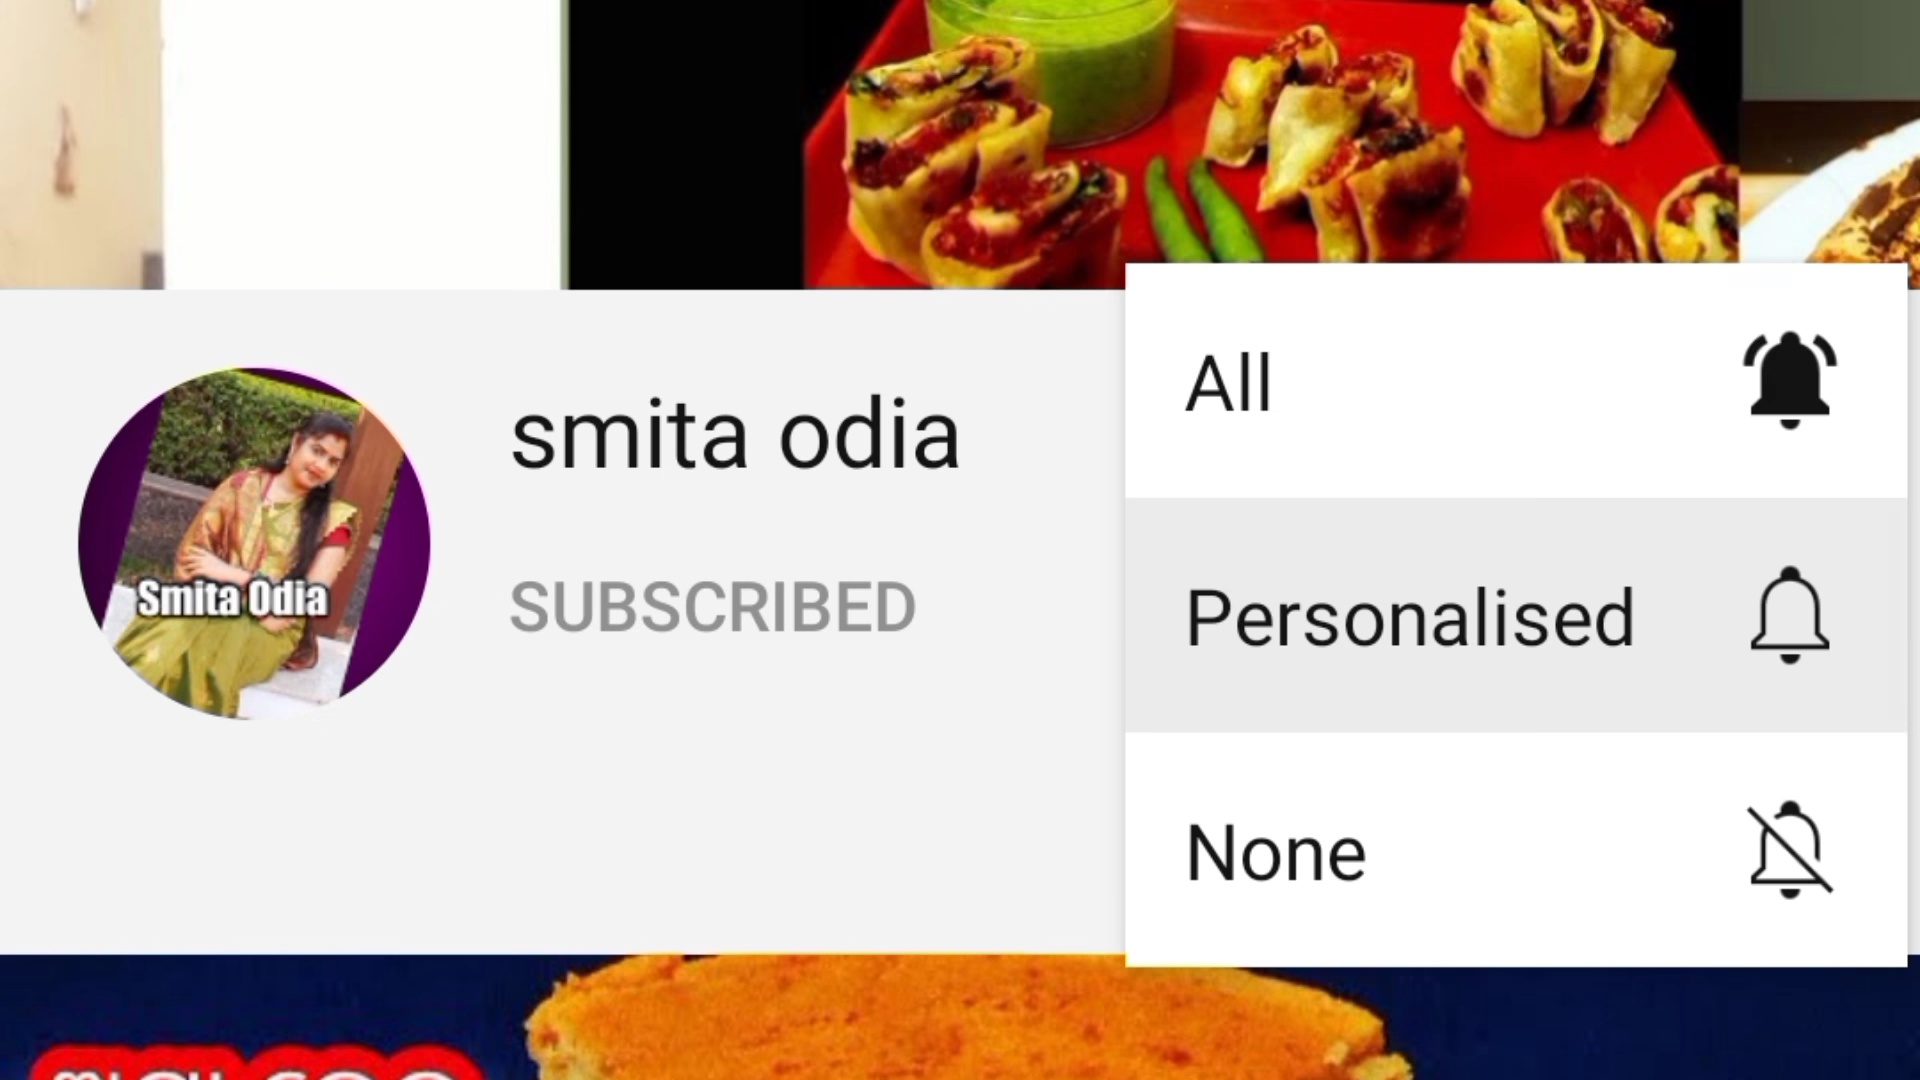 smita odia
SUBSCRIBED
Smita Odia
All
Personalised
None